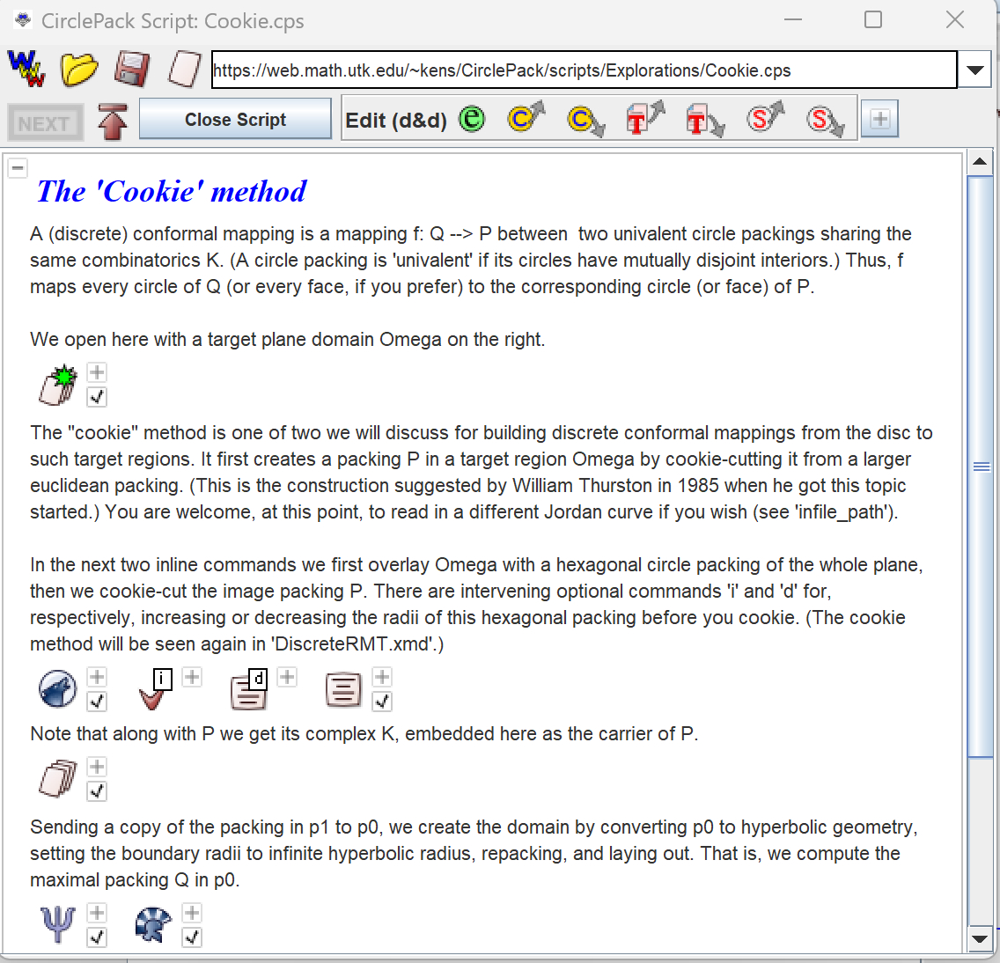 CirclePack Script: Cookie.cps
W W W
https://web.math.utk.edu/~kens/CirclePack/scripts/Explorations/Cookie.cps
NEXT
Close Script
Edit (d&d)
e C C T T S S
The 'Cookie' method
A (discrete) conformal mapping is a mapping f: Q --> P between  two univalent circle packings sharing the
same combinatorics K. (A circle packing is 'univalent' if its circles have mutually disjoint interiors.) Thus, f
maps every circle of Q (or every face, if you prefer) to the corresponding circle (or face) of P.
We open here with a target plane domain Omega on the right.
The "cookie" method is one of two we will discuss for building discrete conformal mappings from the disc to
such target regions. It first creates a packing P in a target region Omega by cookie-cutting it from a larger
euclidean packing. (This is the construction suggested by William Thurston in 1985 when he got this topic
started.) You are welcome, at this point, to read in a different Jordan curve if you wish (see 'infile_path').
In the next two inline commands we first overlay Omega with a hexagonal circle packing of the whole plane,
then we cookie-cut the image packing P. There are intervening optional commands 'i' and 'd' for,
respectively, increasing or decreasing the radii of this hexagonal packing before you cookie. (The cookie
method will be seen again in 'DiscreteRMT.xmd'.)
i
d
Note that along with P we get its complex K, embedded here as the carrier of P.
Sending a copy of the packing in p1 to p0, we create the domain by converting p0 to hyperbolic geometry,
setting the boundary radii to infinite hyperbolic radius, repacking, and laying out. That is, we compute the
maximal packing Q in p0.
Ψ